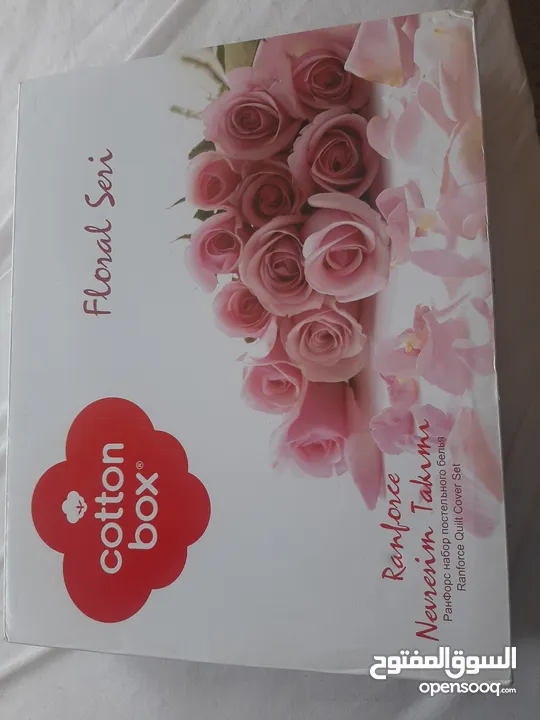 cotton
box®
Floral Seri
Ranforce
Nevresim Takımı
Ранфорс набор постельного белья
Ranforce Quilt Cover Set
السوق المفتوح
opensooq.com